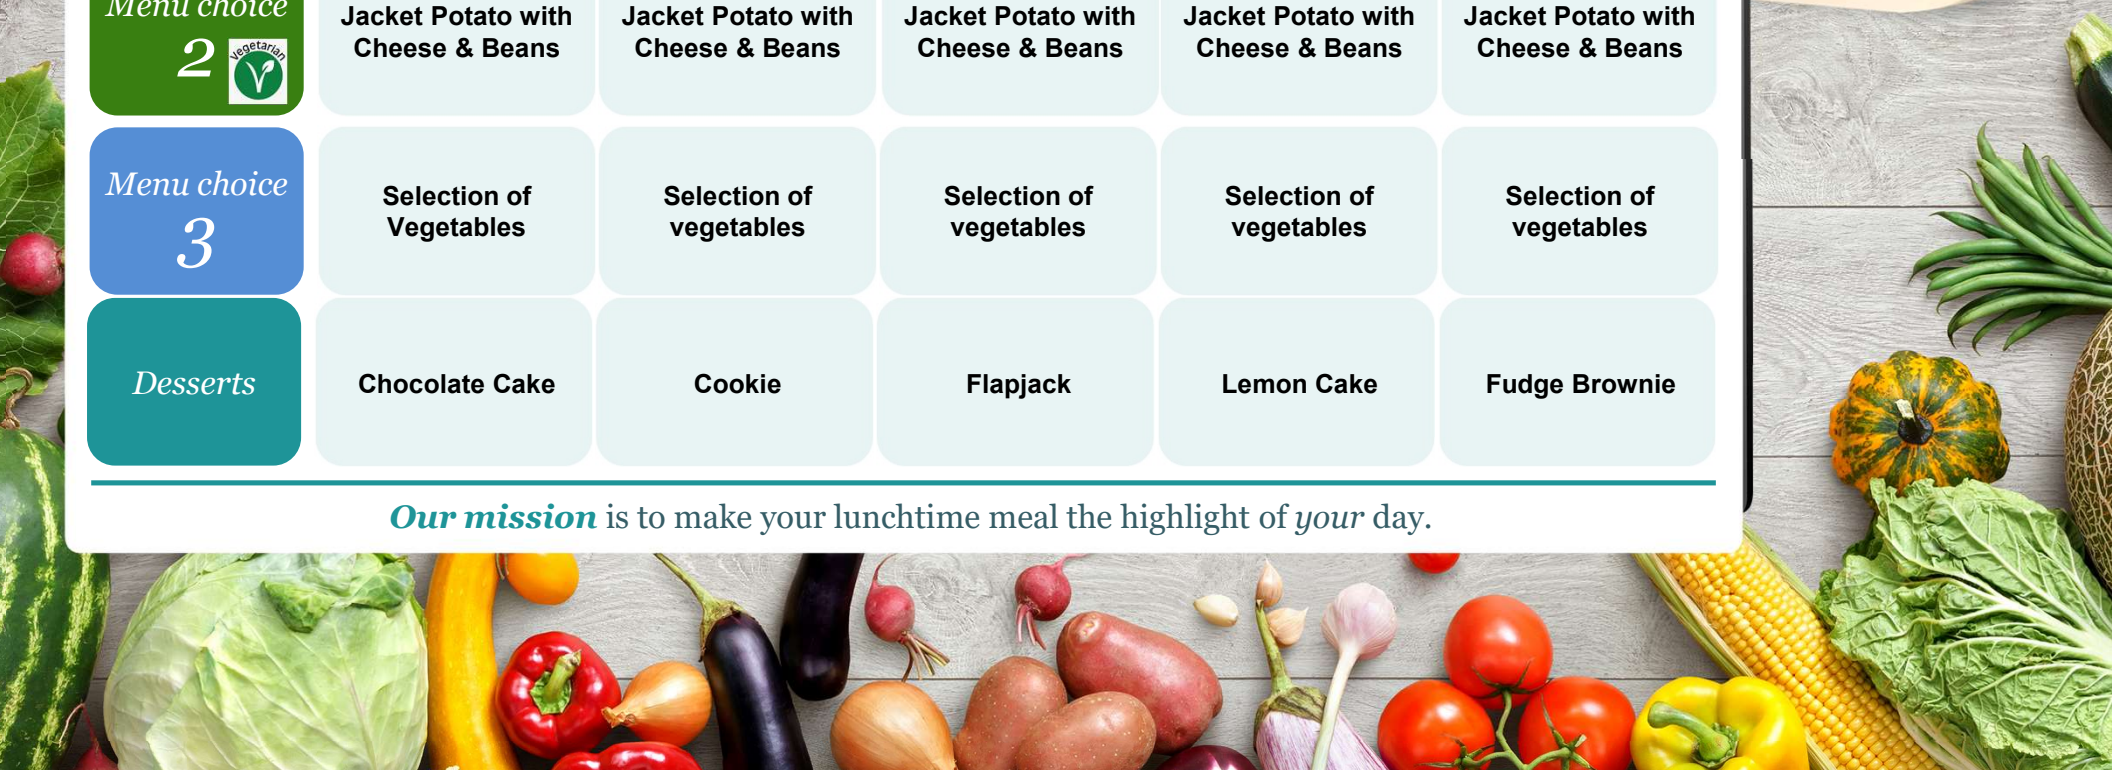 Menu choice
2
Vegetarian
V
Jacket Potato with
Cheese & Beans
Jacket Potato with
Cheese & Beans
Jacket Potato with
Cheese & Beans
Jacket Potato with
Cheese & Beans
Jacket Potato with
Cheese & Beans
Menu choice
3
Selection of
Vegetables
Selection of
vegetables
Selection of
vegetables
Selection of
vegetables
Selection of
vegetables
Desserts
Chocolate Cake
Cookie
Flapjack
Lemon Cake
Fudge Brownie
Our mission is to make your lunchtime meal the highlight of your day.